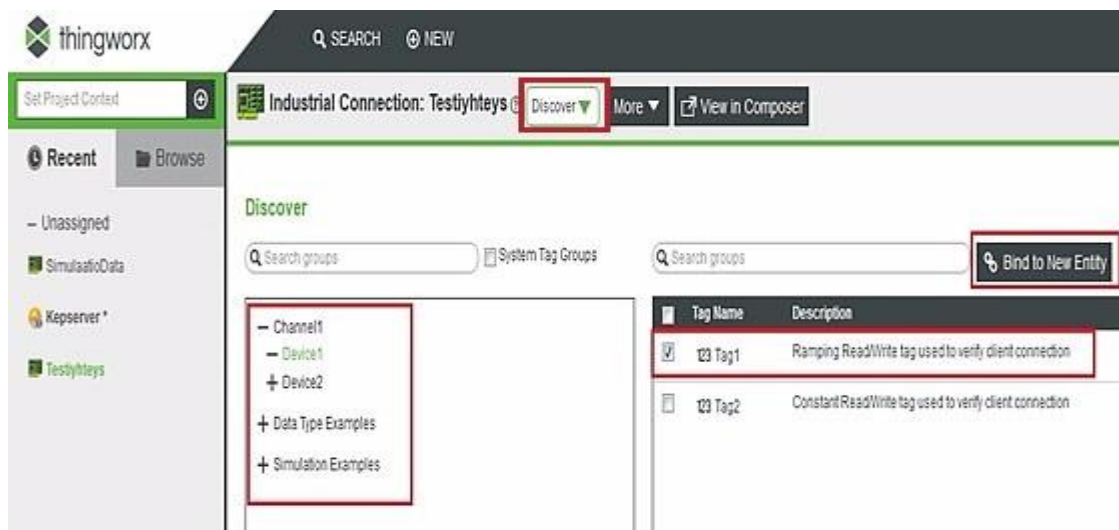 thingworx
SEARCH NEW
Set Project Context
Industrial Connection: Testiyhteys Discover More View in Composer
Recent Browse
Discover
– Unassigned
Search groups System Tag Groups Search groups Bind to New Entity
SimulaatioData
Tag Name Description
Kepserver *
– Channel1
– Device1
123 Tag1 Ramping Read/Write tag used to verify client connection
Testiyhteys
+ Device2
123 Tag2 Constant Read/Write tag used to verify client connection
+ Data Type Examples
+ Simulation Examples